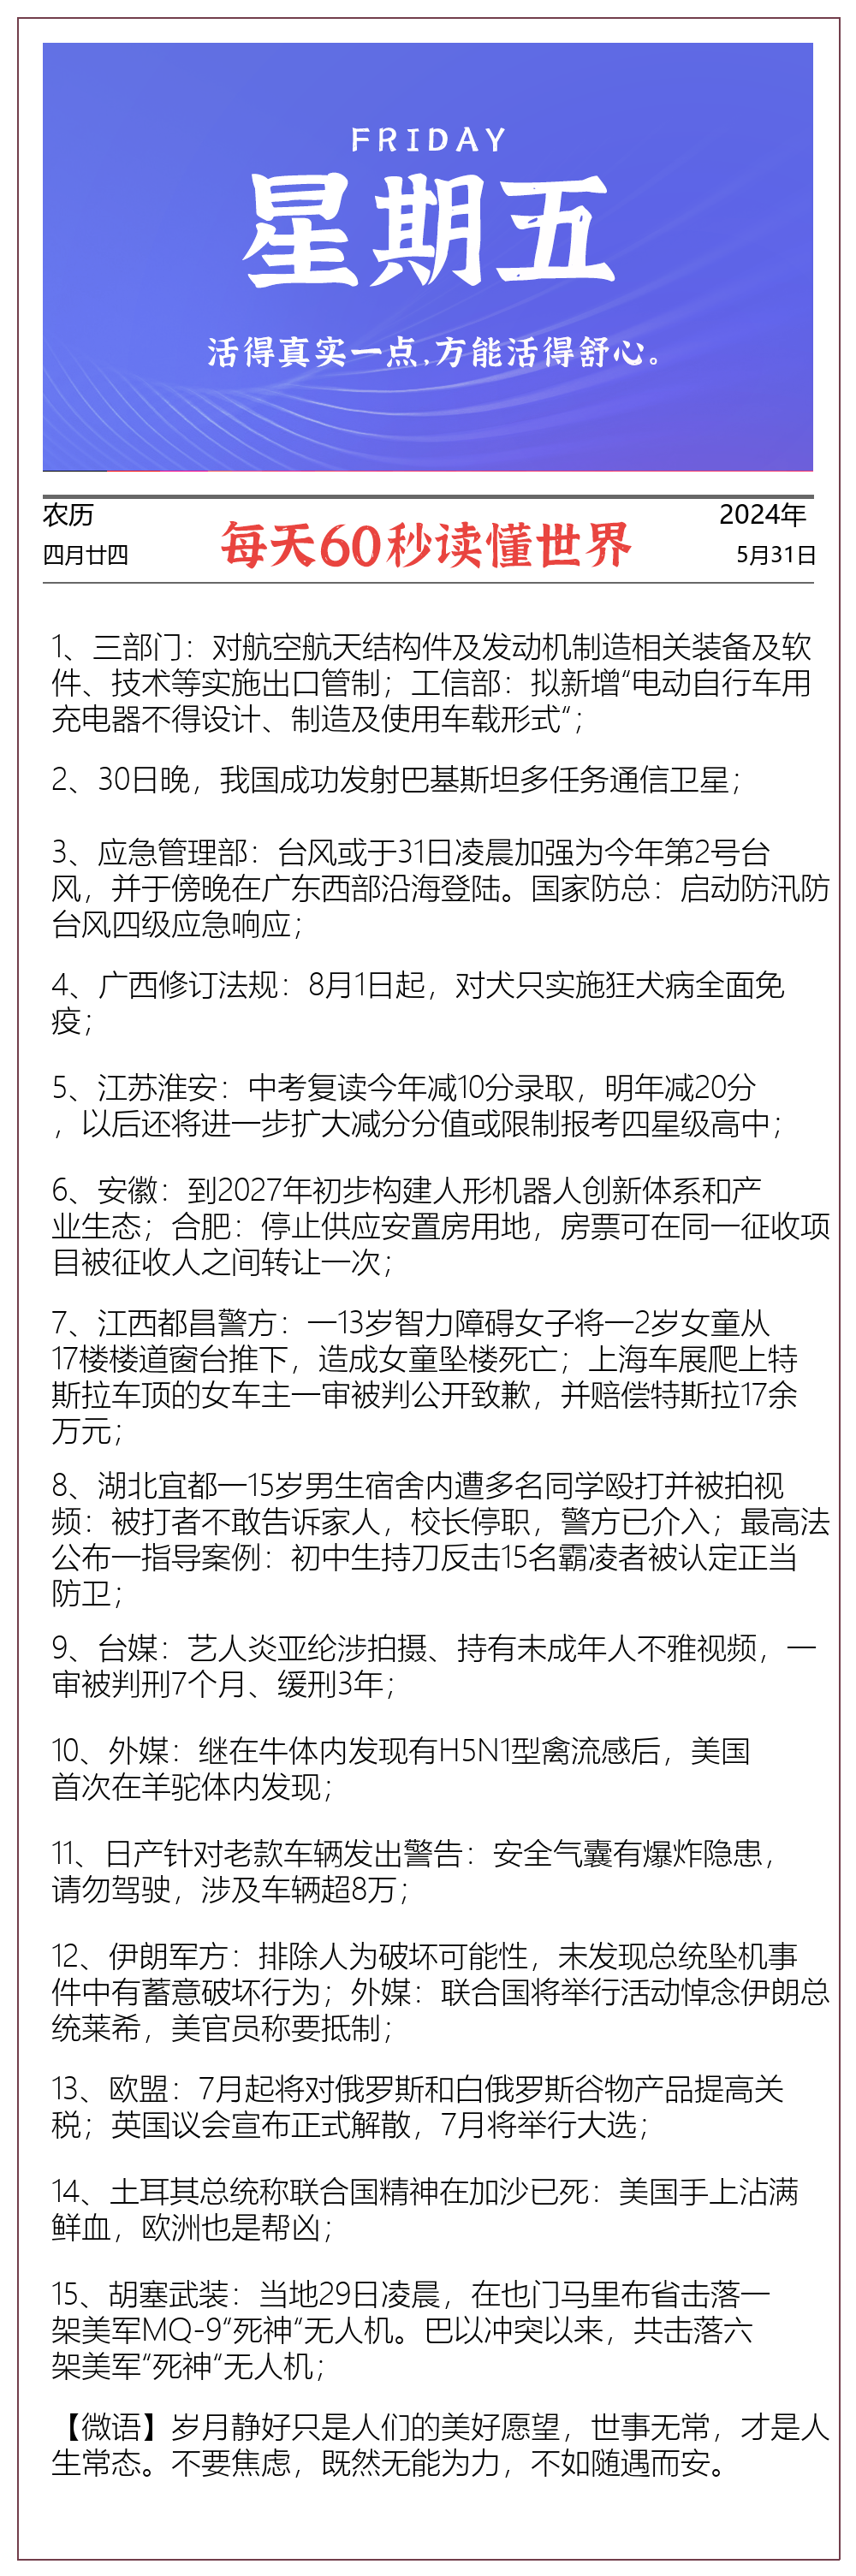 FRIDAY
星期五
活得真实一点,方能活得舒心。
农历
四月廿四
每天60秒读懂世界
2024年
5月31日
1、三部门：对航空航天结构件及发动机制造相关装备及软
件、技术等实施出口管制；工信部：拟新增“电动自行车用
充电器不得设计、制造及使用车载形式“；
2、30日晚，我国成功发射巴基斯坦多任务通信卫星；
3、应急管理部：台风或于31日凌晨加强为今年第2号台
风，并于傍晚在广东西部沿海登陆。国家防总：启动防汛防
台风四级应急响应；
4、广西修订法规：8月1日起，对犬只实施狂犬病全面免
疫；
5、江苏淮安：中考复读今年减10分录取，明年减20分
，以后还将进一步扩大减分分值或限制报考四星级高中；
6、安徽：到2027年初步构建人形机器人创新体系和产
业生态；合肥：停止供应安置房用地，房票可在同一征收项
目被征收人之间转让一次；
7、江西都昌警方：一13岁智力障碍女子将一2岁女童从
17楼楼道窗台推下，造成女童坠楼死亡；上海车展爬上特
斯拉车顶的女车主一审被判公开致歉，并赔偿特斯拉17余
万元；
8、湖北宜都一15岁男生宿舍内遭多名同学殴打并被拍视
频：被打者不敢告诉家人，校长停职，警方已介入；最高法
公布一指导案例：初中生持刀反击15名霸凌者被认定正当
防卫；
9、台媒：艺人炎亚纶涉拍摄、持有未成年人不雅视频，一
审被判刑7个月、缓刑3年；
10、外媒：继在牛体内发现有H5N1型禽流感后，美国
首次在羊驼体内发现；
11、日产针对老款车辆发出警告：安全气囊有爆炸隐患，
请勿驾驶，涉及车辆超8万；
12、伊朗军方：排除人为破坏可能性，未发现总统坠机事
件中有蓄意破坏行为；外媒：联合国将举行活动悼念伊朗总
统莱希，美官员称要抵制；
13、欧盟：7月起将对俄罗斯和白俄罗斯谷物产品提高关
税；英国议会宣布正式解散，7月将举行大选；
14、土耳其总统称联合国精神在加沙已死：美国手上沾满
鲜血，欧洲也是帮凶；
15、胡塞武装：当地29日凌晨，在也门马里布省击落一
架美军MQ-9“死神“无人机。巴以冲突以来，共击落六
架美军“死神“无人机；
【微语】岁月静好只是人们的美好愿望，世事无常，才是人
生常态。不要焦虑，既然无能为力，不如随遇而安。